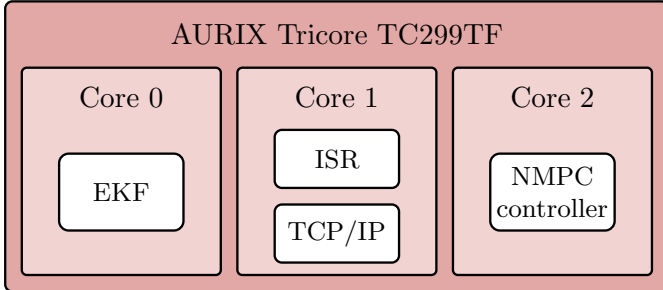 AURIX Tricore TC299TF
Core 0
EKF
Core 1
ISR
TCP/IP
Core 2
NMPC
controller